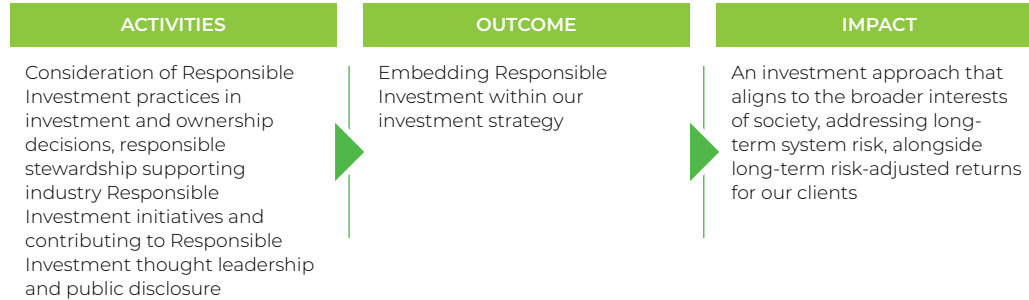 ACTIVITIES
Consideration of Responsible
Investment practices in
investment and ownership
decisions, responsible
stewardship supporting
industry Responsible
Investment initiatives and
contributing to Responsible
Investment thought leadership
and public disclosure
OUTCOME
Embedding Responsible
Investment within our
investment strategy
IMPACT
An investment approach that
aligns to the broader interests
of society, addressing long-
term system risk, alongside
long-term risk-adjusted returns
for our clients